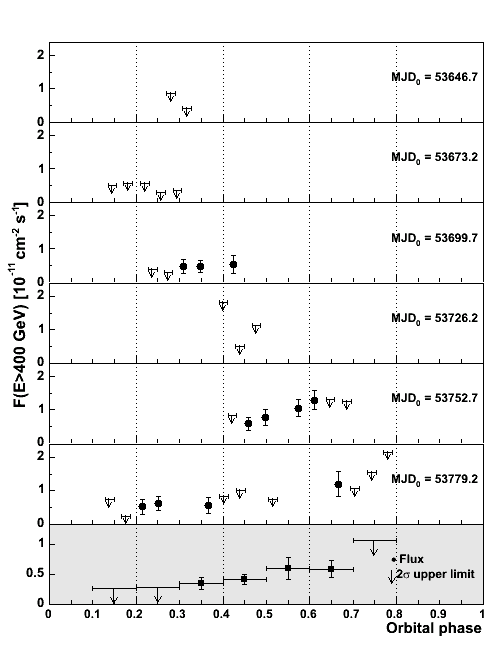 2
1
0
MJD0 = 53646.7
2
1
0
MJD0 = 53673.2
2
1
0
MJD0 = 53699.7
2
1
0
MJD0 = 53726.2
2
1
0
MJD0 = 53752.7
2
1
0
MJD0 = 53779.2
1
0.5
0
Flux
2σ upper limit
F(E>400 GeV) [10-11 cm-2 s-1]
0 0.1 0.2 0.3 0.4 0.5 0.6 0.7 0.8 0.9 1
Orbital phase